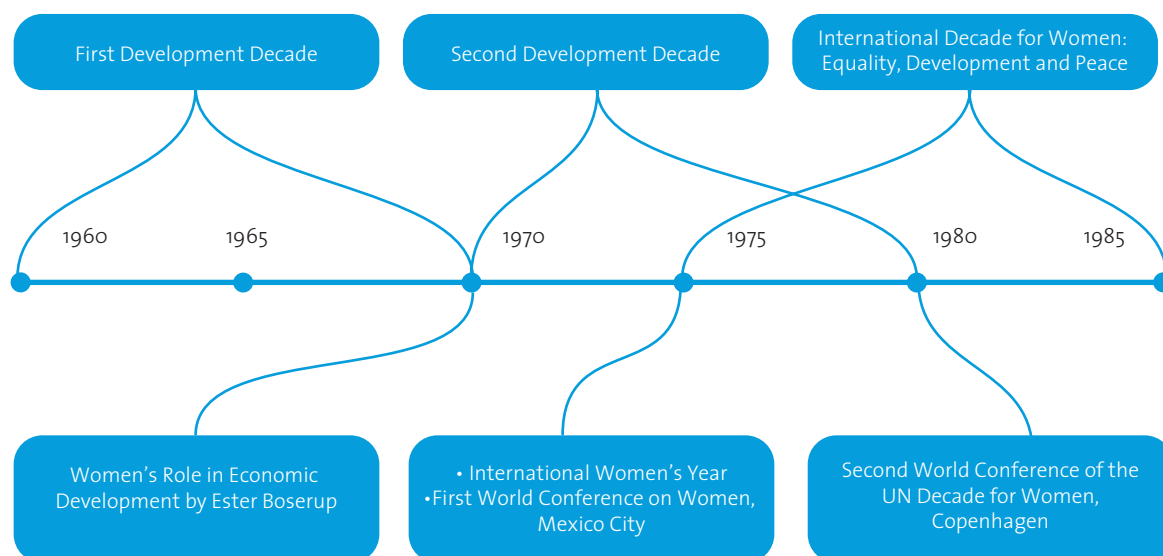 First Development Decade
Second Development Decade
International Decade for Women:
Equality, Development and Peace
1960
1965
1970
1975
1980
1985
Women’s Role in Economic
Development by Ester Boserup
• International Women’s Year
•First World Conference on Women,
Mexico City
Second World Conference of the
UN Decade for Women,
Copenhagen